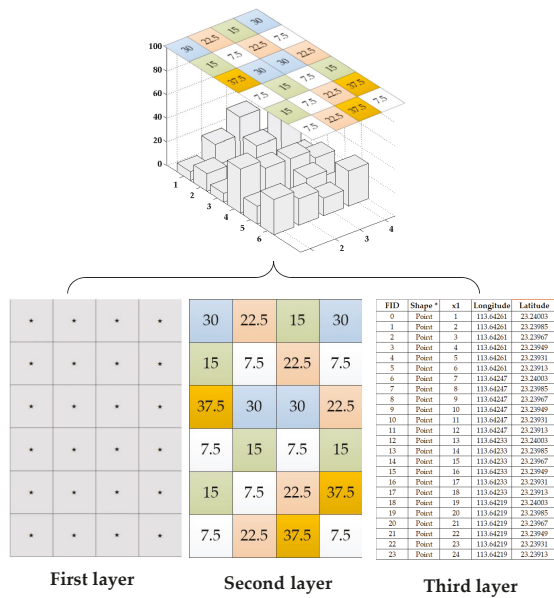 30 22.5 15 30
15 7.5 22.5 7.5
37.5 30 30 22.5
7.5 15 7.5 15
15 7.5 22.5 37.5
7.5 22.5 37.5 7.5
100
80
60
40
20
0
1
2
3
4
5
6
2
3
4
30 22.5 15 30
15 7.5 22.5 7.5
37.5 30 30 22.5
7.5 15 7.5 15
15 7.5 22.5 37.5
7.5 22.5 37.5 7.5
FID Shape * x1 Longitude Latitude
0 Point 1 113.64261 23.24003
1 Point 2 113.64261 23.23985
2 Point 3 113.64261 23.23967
3 Point 4 113.64261 23.23949
4 Point 5 113.64261 23.23931
5 Point 6 113.64261 23.23913
6 Point 7 113.64247 23.24003
7 Point 8 113.64247 23.23985
8 Point 9 113.64247 23.23967
9 Point 10 113.64247 23.23949
10 Point 11 113.64247 23.23931
11 Point 12 113.64247 23.23913
12 Point 13 113.64233 23.24003
13 Point 14 113.64233 23.23985
14 Point 15 113.64233 23.23967
15 Point 16 113.64233 23.23949
16 Point 17 113.64233 23.23931
17 Point 18 113.64233 23.23913
18 Point 19 113.64219 23.24003
19 Point 20 113.64219 23.23985
20 Point 21 113.64219 23.23967
21 Point 22 113.64219 23.23949
22 Point 23 113.64219 23.23931
23 Point 24 113.64219 23.23913
First layer
Second layer
Third layer